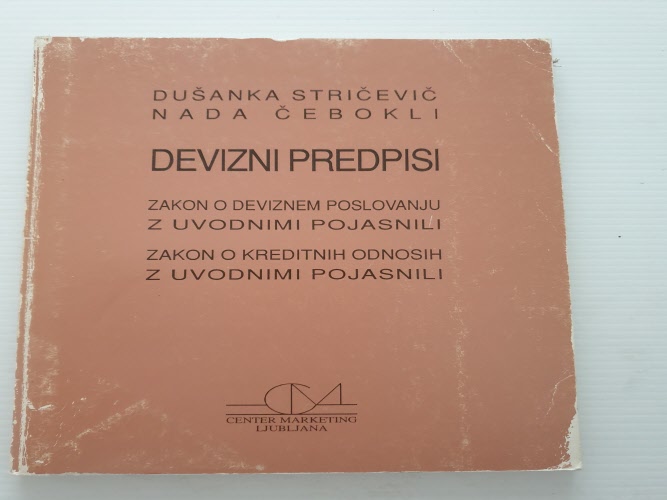 DUŠANKA STRIČEVIČ
NADA ČEBOKLI
DEVIZNI PREDPISI
ZAKON O DEVIZNEM POSLOVANJU
Z UVODNIMI POJASNILI
ZAKON O KREDITNIH ODNOSIH
Z UVODNIMI POJASNILI
CM
CENTER MARKETING
LJUBLJANA